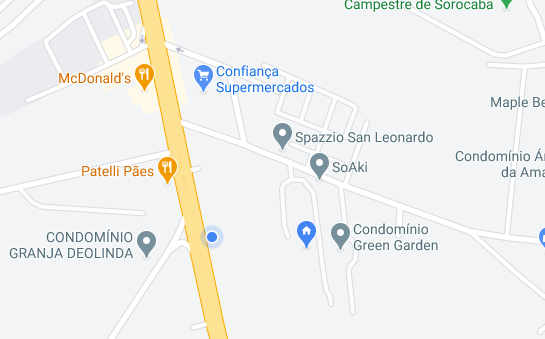 Campestre de Sorocaba
McDonald's
Confiança
Supermercados
Maple Be
Spazzio San Leonardo
SoAki
Condomínio Ár
da Ama
Patelli Pães
CONDOMÍNIO
GRANJA DEOLINDA
Condomínio
Green Garden